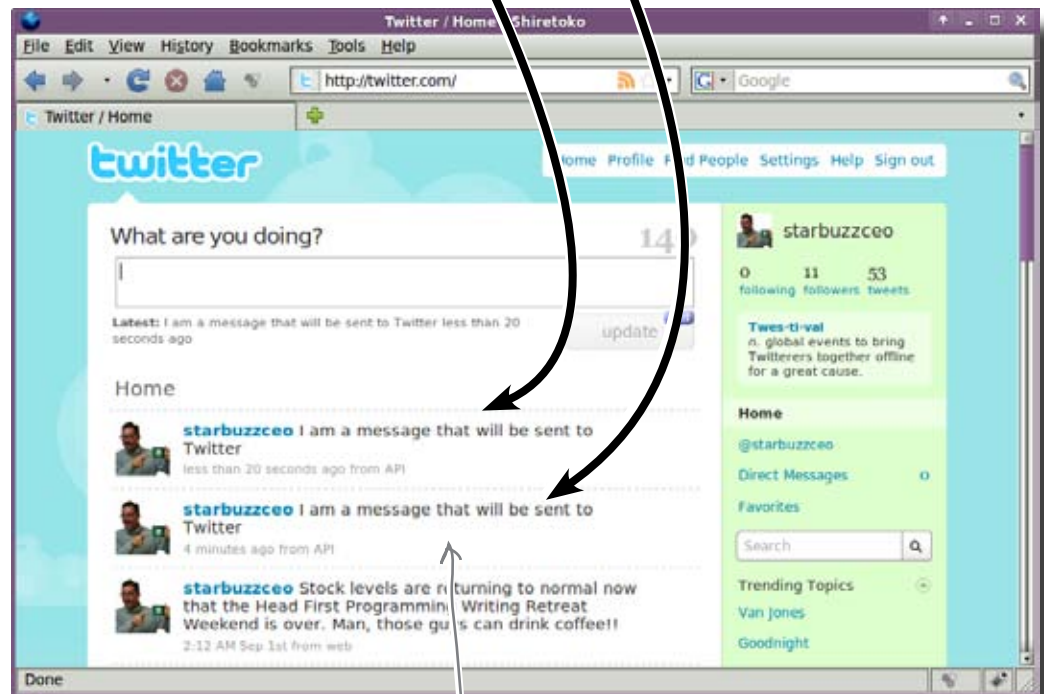 Twitter / Home - Shiretoko
File Edit View History Bookmarks Tools Help
http://twitter.com/
Google
Twitter / Home
twitter
Home Profile Find People Settings Help Sign out
What are you doing?
140
Latest: I am a message that will be sent to Twitter less than 20
seconds ago
update
Home
starbuzzceo I am a message that will be sent to
Twitter
less than 20 seconds ago from API
starbuzzceo I am a message that will be sent to
Twitter
4 minutes ago from API
starbuzzceo Stock levels are returning to normal now
that the Head First Programming Writing Retreat
Weekend is over. Man, those guys can drink coffee!!
2:12 AM Sep 1st from web
starbuzzceo
0 11 53
following followers tweets
Twes-ti-val
n. global events to bring
Twitterers together offline
for a great cause.
Home
@starbuzzceo
Direct Messages 0
Favorites
Search
Trending Topics
Van Jones
Goodnight
Done